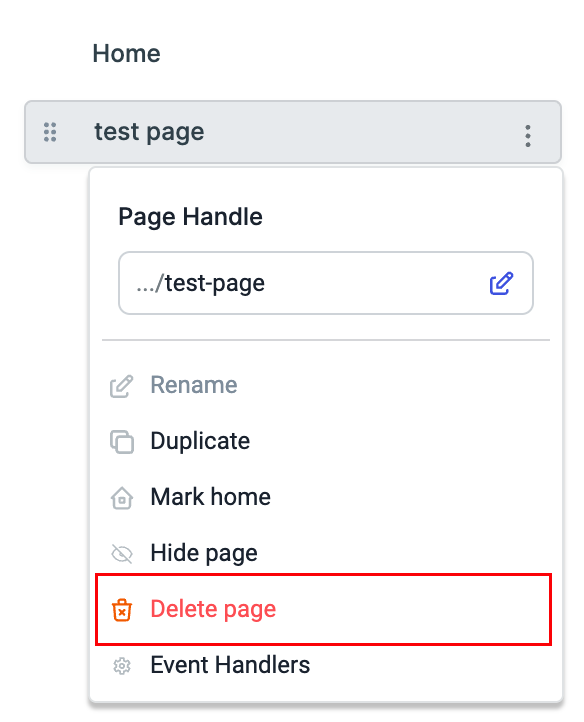 Home
test page
Page Handle
.../test-page
Rename
Duplicate
Mark home
Hide page
Delete page
Event Handlers